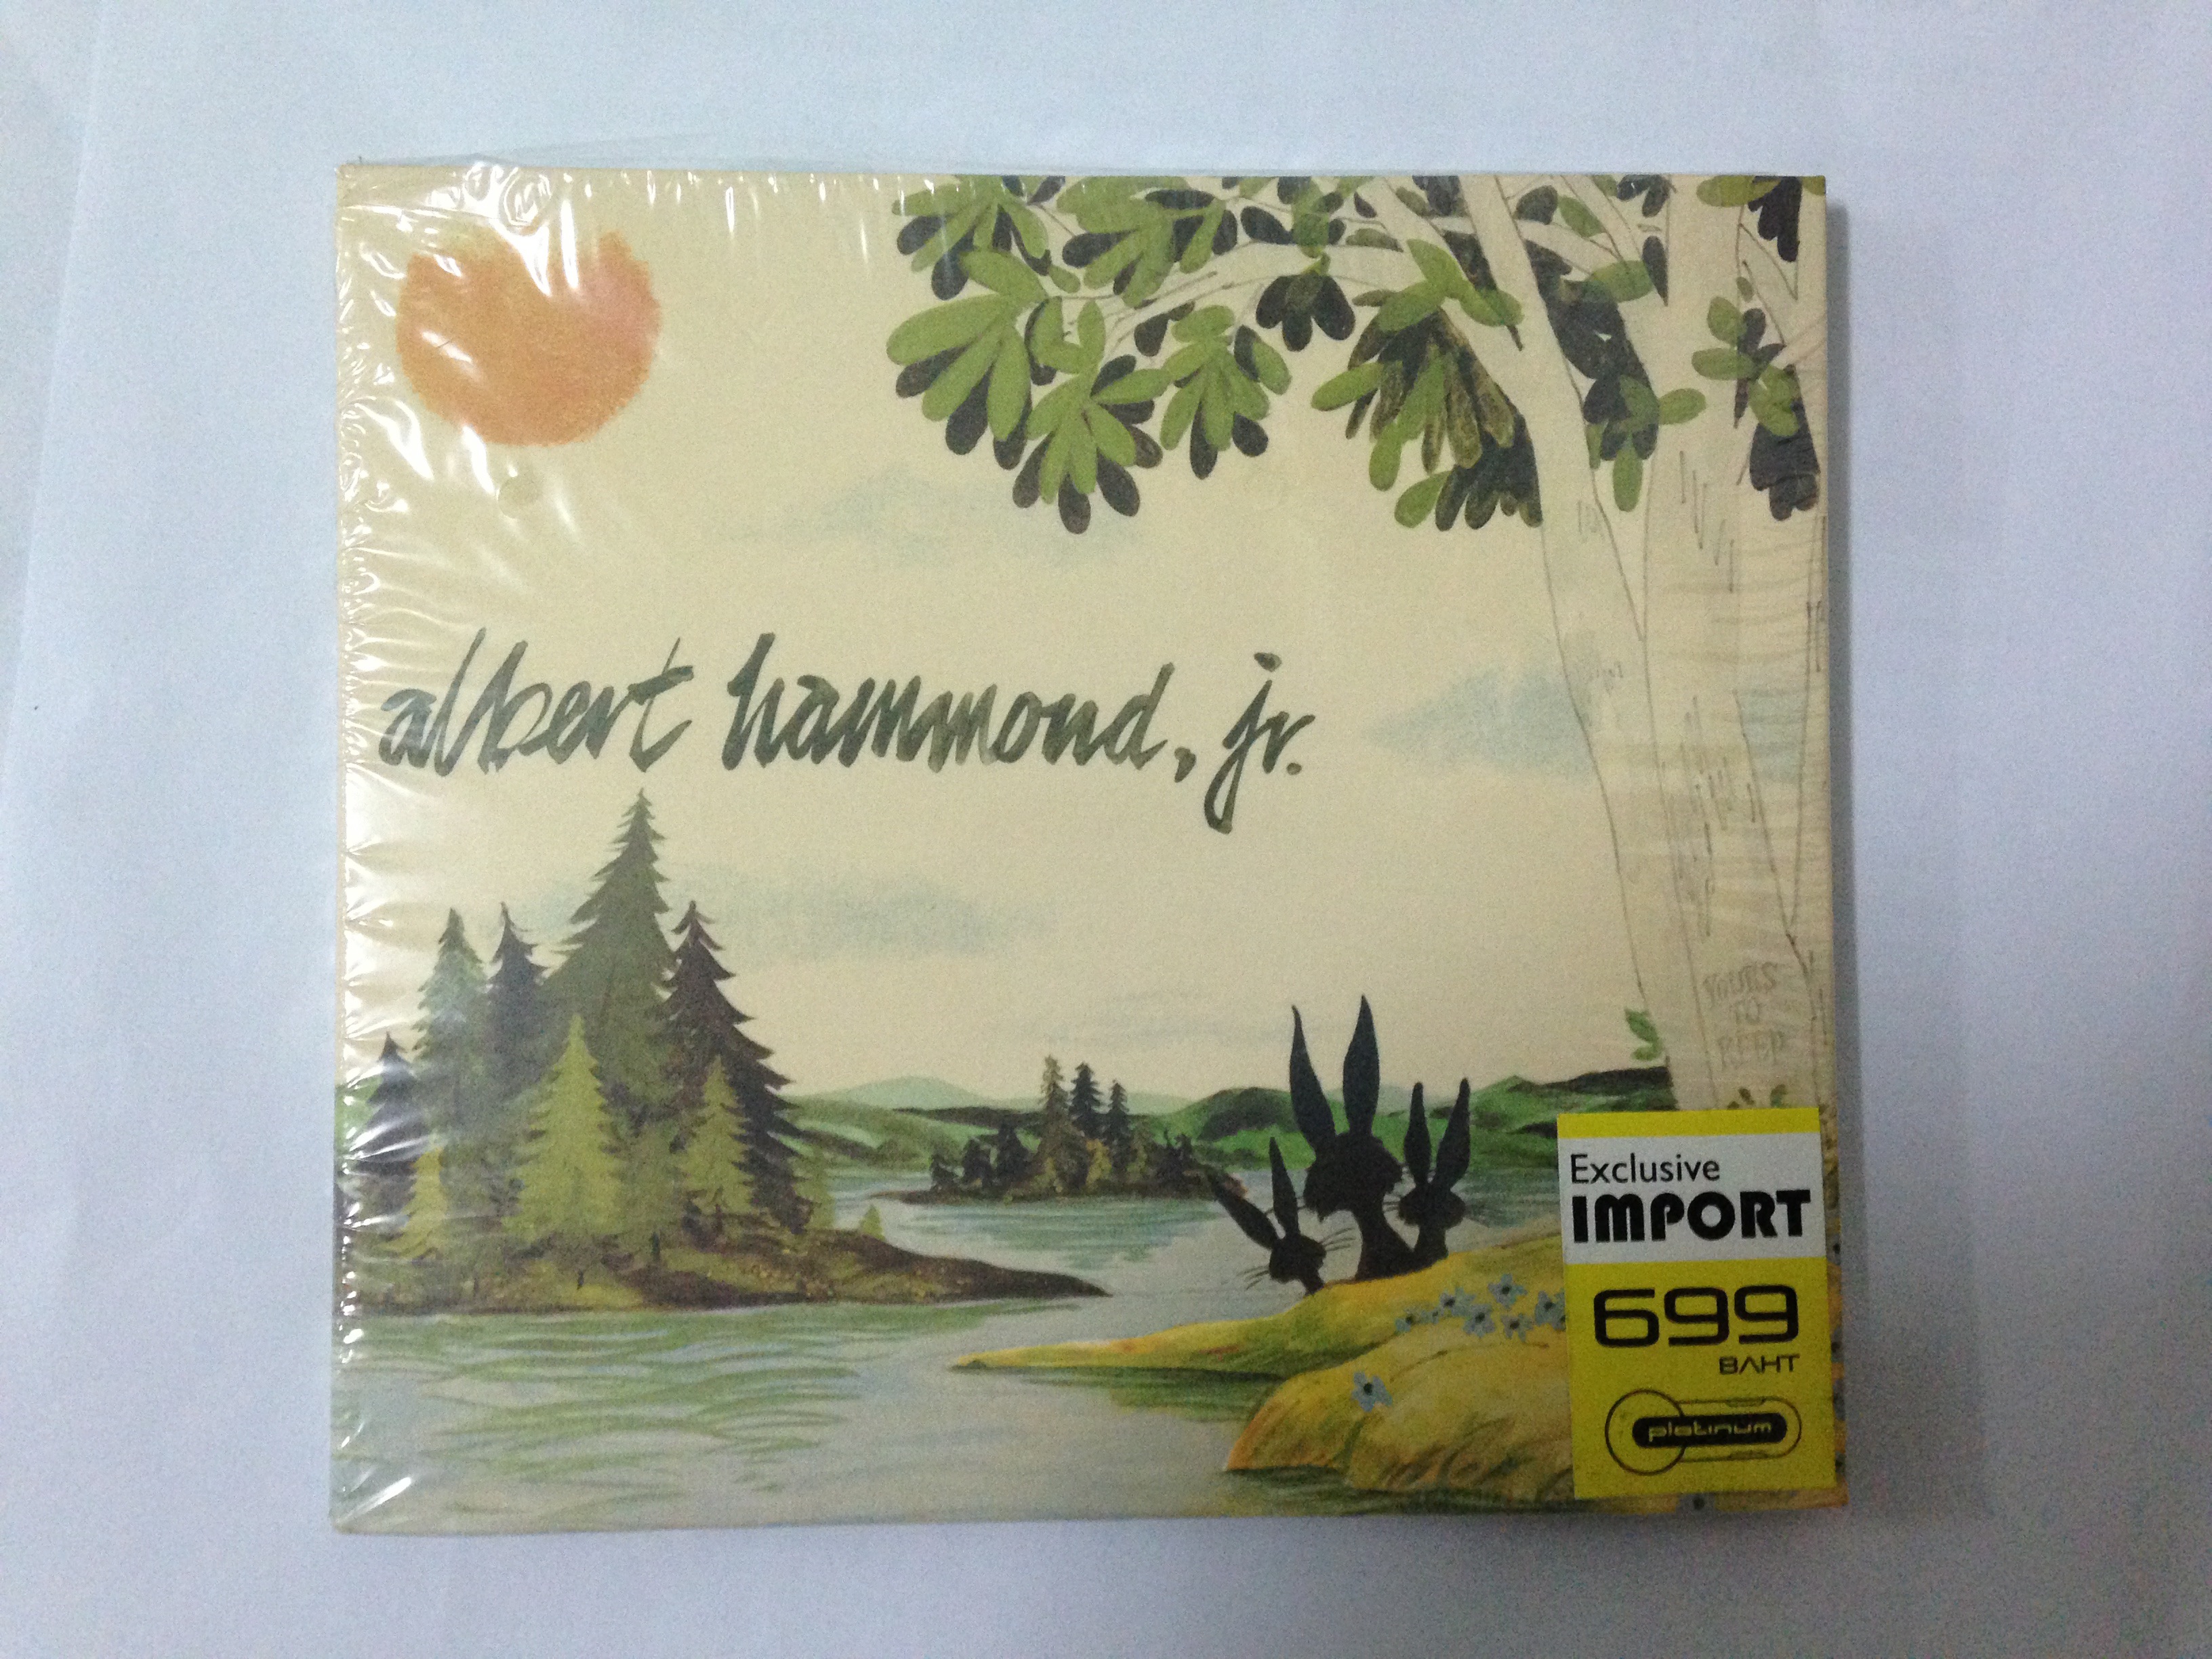 albert hammond, jr.
YOURS
TO
KEEP
Exclusive
IMPORT
699
BAHT
platinum